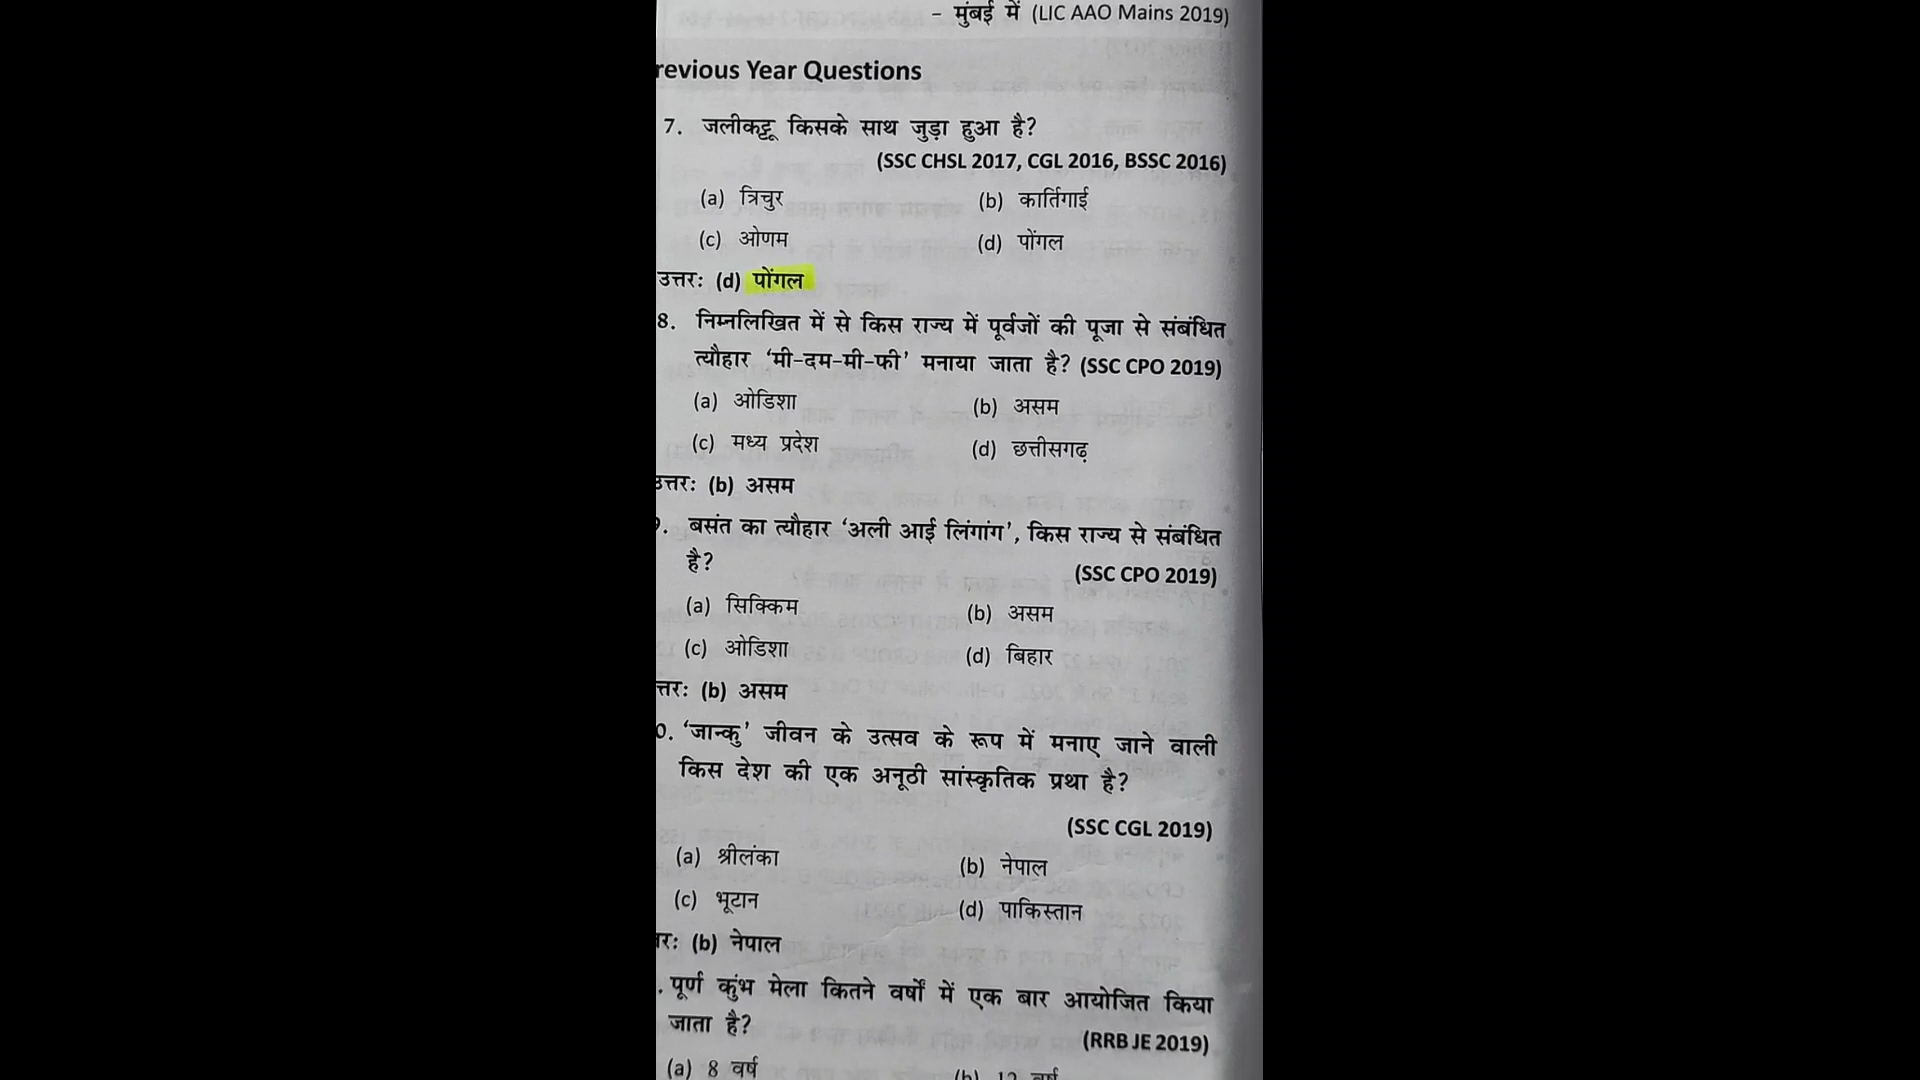 – मुंबई में (LIC AAO Mains 2019)
revious Year Questions
7. जलीकट्टू किसके साथ जुड़ा हुआ है?
(SSC CHSL 2017, CGL 2016, BSSC 2016)
(a) त्रिचुर (b) कार्तिगाई
(c) ओणम (d) पोंगल
उत्तरः (d) पोंगल
8. निम्नलिखित में से किस राज्य में पूर्वजों की पूजा से संबंधित
त्यौहार ‘मी-दम-मी-फी’ मनाया जाता है? (SSC CPO 2019)
(a) ओडिशा (b) असम
(c) मध्य प्रदेश (d) छत्तीसगढ़
उत्तरः (b) असम
. बसंत का त्यौहार ‘अली आई लिंगांग’, किस राज्य से संबंधित
है? (SSC CPO 2019)
(a) सिक्किम (b) असम
(c) ओडिशा (d) बिहार
त्तरः (b) असम
0. ‘जान्कु’ जीवन के उत्सव के रूप में मनाए जाने वाली
किस देश की एक अनूठी सांस्कृतिक प्रथा है?
(SSC CGL 2019)
(a) श्रीलंका (b) नेपाल
(c) भूटान (d) पाकिस्तान
तरः (b) नेपाल
. पूर्ण कुंभ मेला कितने वर्षों में एक बार आयोजित किया
जाता है? (RRB JE 2019)
(a) 8 वर्ष (b) 12 वर्ष